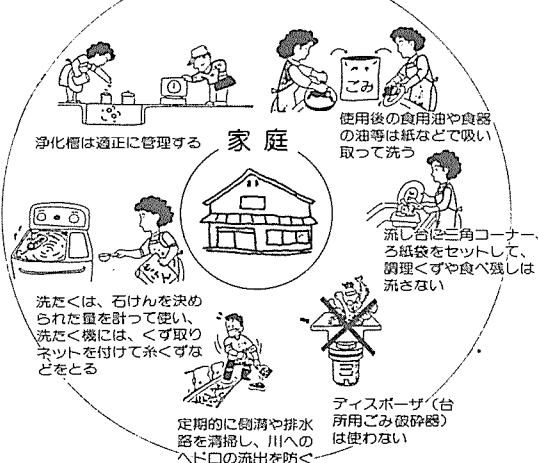 家庭
ごみ
使用後の食用油や食器
の油等は紙などで吸い
取って洗う
浄化槽は適正に管理する
流し台に三角コーナー、
ろ紙袋をセットして、
調理くずや食べ残しは
流さない
洗たくは、石けんを決め
られた量を計って使い、
洗たく機には、くず取り
ネットを付けて糸くずな
どをとる
ディスポーザ（台
所用ごみ破砕器）
は使わない
定期的に側溝や排水
路を清掃し、川への
ヘドロの流出を防ぐ